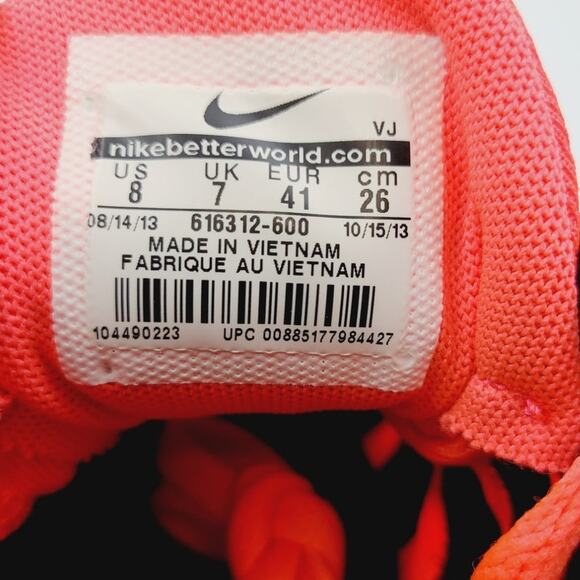 VJ
nikebetterworld.com
US UK EUR cm
8 7 41 26
08/14/13 616312-600 10/15/13
MADE IN VIETNAM
FABRIQUE AU VIETNAM
104490223 UPC 00885177984427